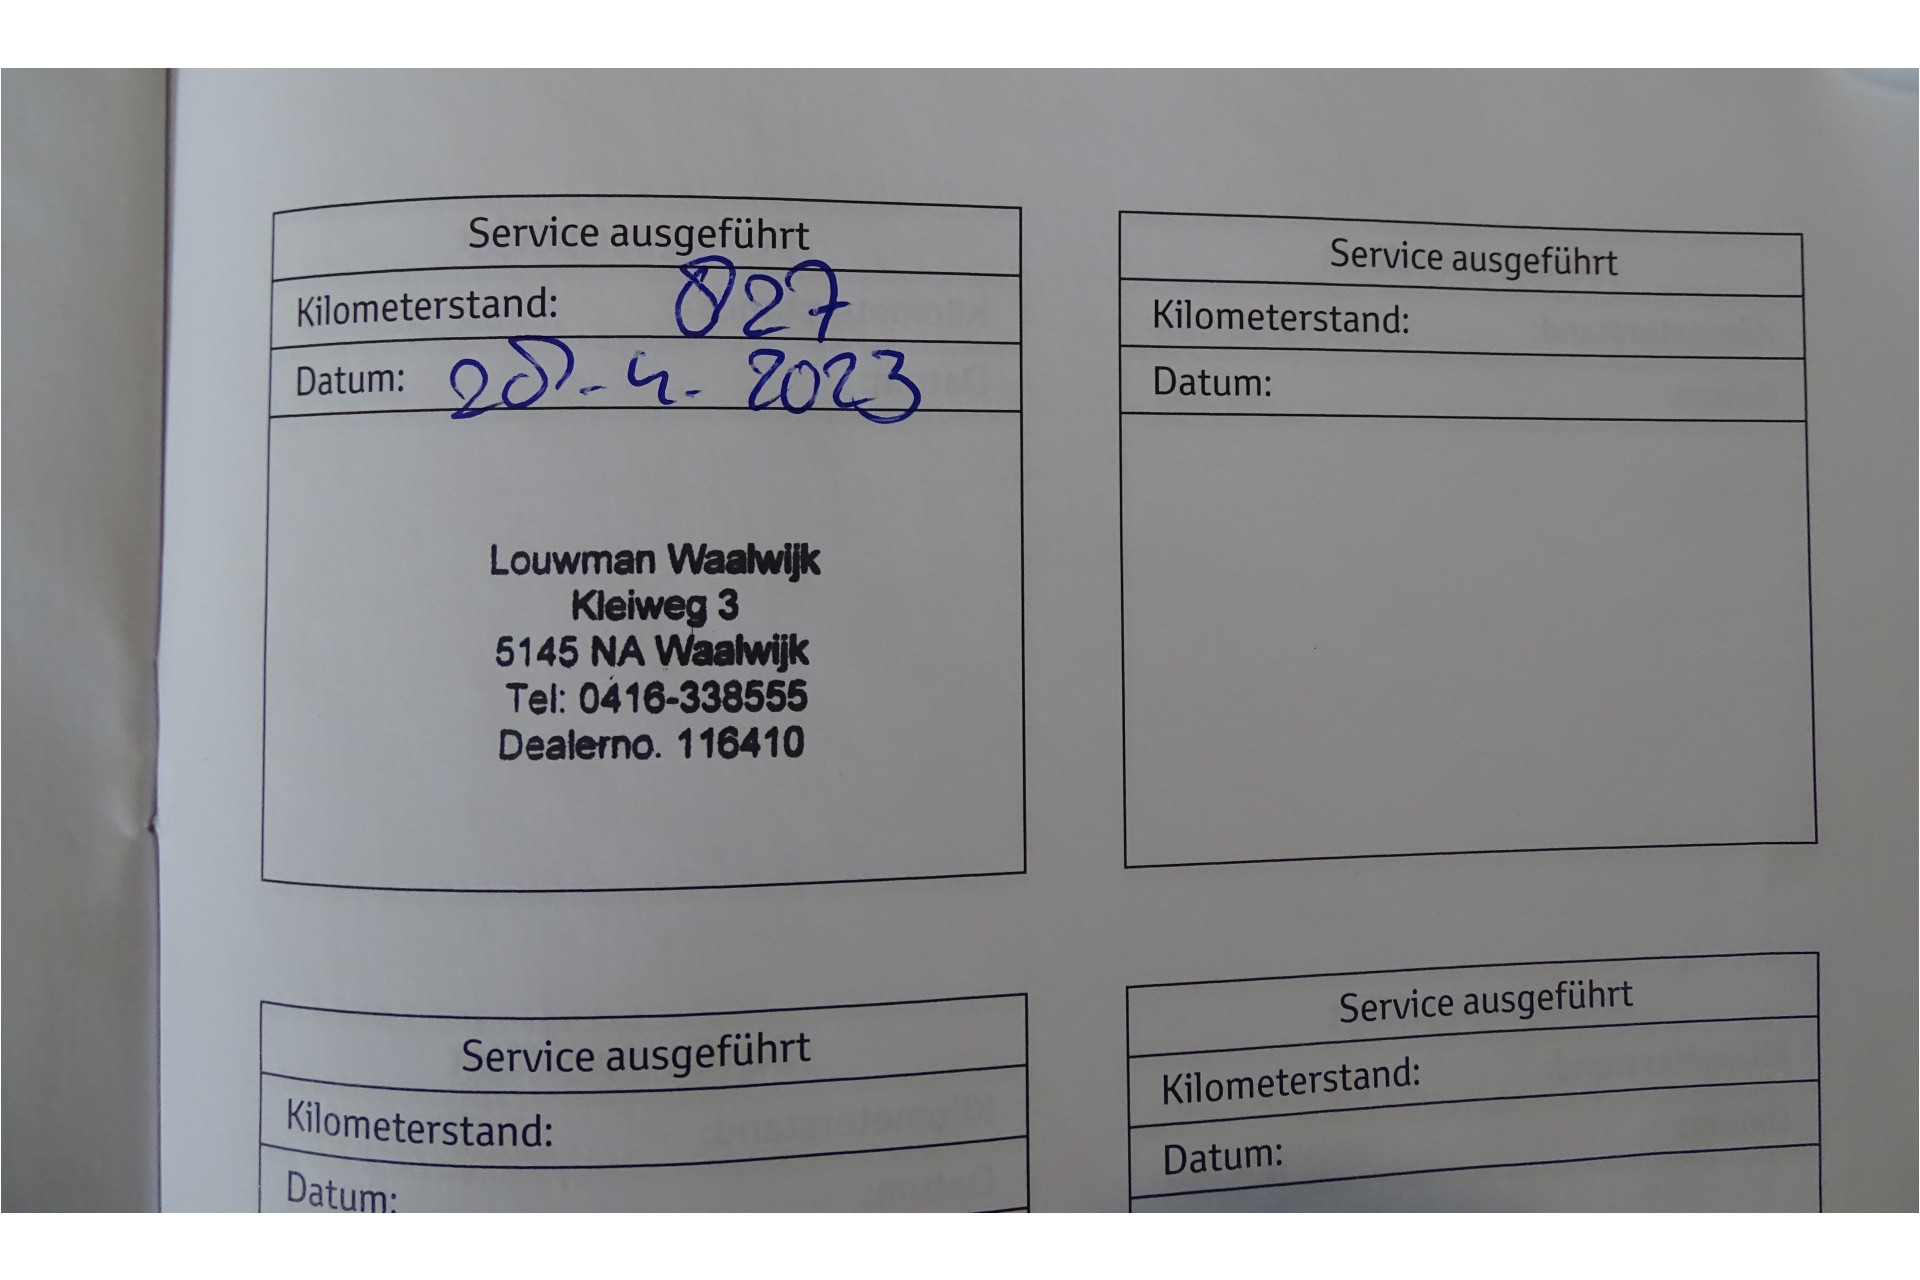 Service ausgeführt
Kilometerstand: 827
Datum: 28-4-2023
Louwman Waalwijk
Kleiweg 3
5145 NA Waalwijk
Tel: 0416-338555
Dealerno. 116410
Service ausgeführt
Kilometerstand:
Datum:
Service ausgeführt
Kilometerstand:
Datum:
Service ausgeführt
Kilometerstand:
Datum: